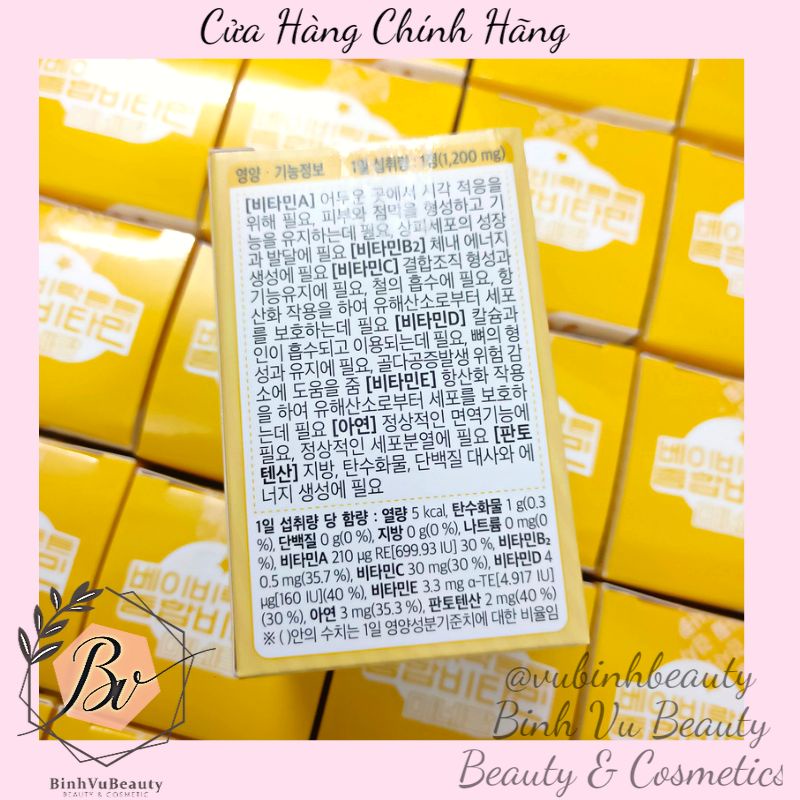 Cửa Hàng Chính Hãng
영양 · 기능정보 1일 섭취량 : 1정(1,200 mg)
[비타민A] 어두운 곳에서 시각 적응을
위해 필요, 피부와 점막을 형성하고 기
능을 유지하는데 필요, 상피세포의 성장
과 발달에 필요 [비타민B2] 체내 에너지
생성에 필요 [비타민C] 결합조직 형성과
기능유지에 필요, 철의 흡수에 필요, 항
산화 작용을 하여 유해산소로부터 세포
를 보호하는데 필요 [비타민D] 칼슘과
인이 흡수되고 이용되는데 필요, 뼈의 형
성과 유지에 필요, 골다공증발생 위험 감
소에 도움을 줌 [비타민E] 항산화 작용
을 하여 유해산소로부터 세포를 보호하
는데 필요 [아연] 정상적인 면역기능에
필요, 정상적인 세포분열에 필요 [판토
텐산] 지방, 탄수화물, 단백질 대사와 에
너지 생성에 필요
1일 섭취량 당 함량 : 열량 5 kcal, 탄수화물 1 g(0.3
%), 단백질 0 g(0 %), 지방 0 g(0 %), 나트륨 0 mg(0
%), 비타민A 210 µg RE[699.93 IU] 30 %), 비타민B2
0.5 mg(35.7 %), 비타민C 30 mg(30 %), 비타민D 4
µg[160 IU](40 %), 비타민E 3.3 mg α-TE[4.917 IU]
(30 %), 아연 3 mg(35.3 %), 판토텐산 2 mg(40 %)
※ ( )안의 수치는 1일 영양성분기준치에 대한 비율임
베이비락토틴
종합비타민
Bv
BinhVuBeauty
BEAUTY & COSMETIC
@vubinhbeauty
Binh Vu Beauty
Beauty & Cosmetics